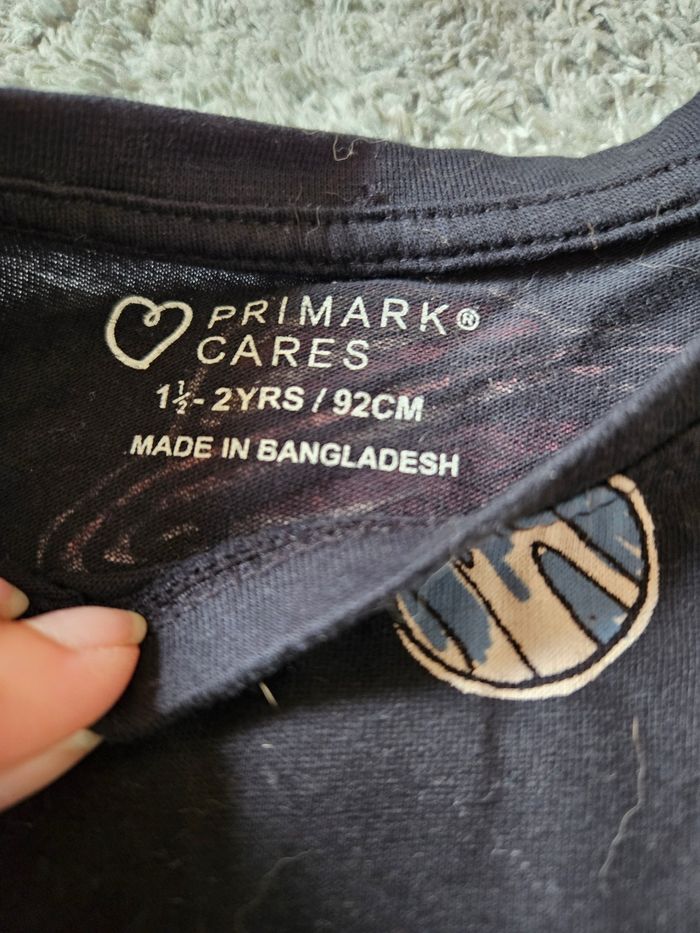 PRIMARK®
CARES
1½- 2YRS / 92CM
MADE IN BANGLADESH